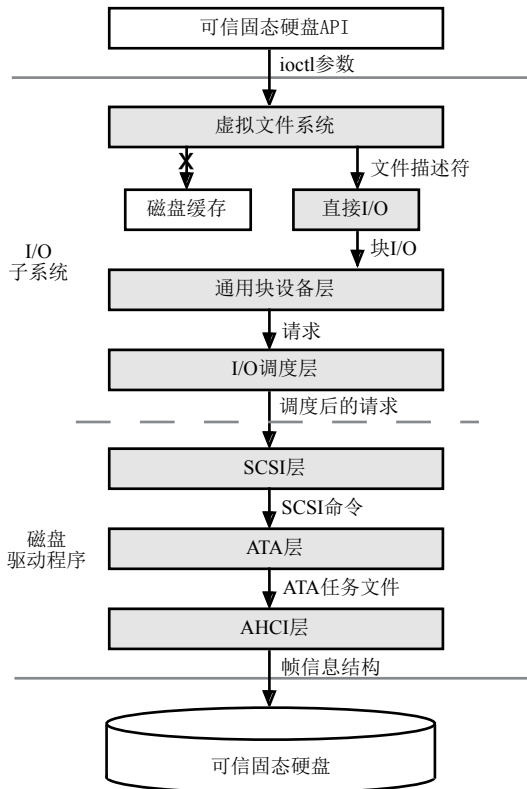 可信固态硬盘API
ioctl参数
虚拟文件系统
X
文件描述符
磁盘缓存
直接I/O
块I/O
I/O
子系统
通用块设备层
请求
I/O调度层
调度后的请求
SCSI层
SCSI命令
磁盘
驱动程序
ATA层
ATA任务文件
AHCI层
帧信息结构
可信固态硬盘